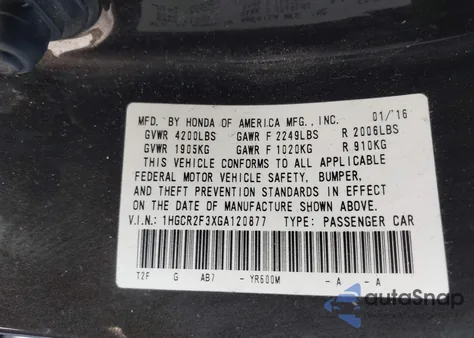 MFD. BY HONDA OF AMERICA MFG., INC. 01/'16
GVWR 4200LBS GAWR F 2249LBS R 2006LBS
GVWR 1905KG GAWR F 1020KG R 910KG
THIS VEHICLE CONFORMS TO ALL APPLICABLE
FEDERAL MOTOR VEHICLE SAFETY, BUMPER,
AND THEFT PREVENTION STANDARDS IN EFFECT
ON THE DATE OF MANUFACTURE SHOWN ABOVE.
V.I.N.: 1HGCR2F3XGA120877 TYPE: PASSENGER CAR
T2F G AB7 -YR600M -A -A
autoSnap